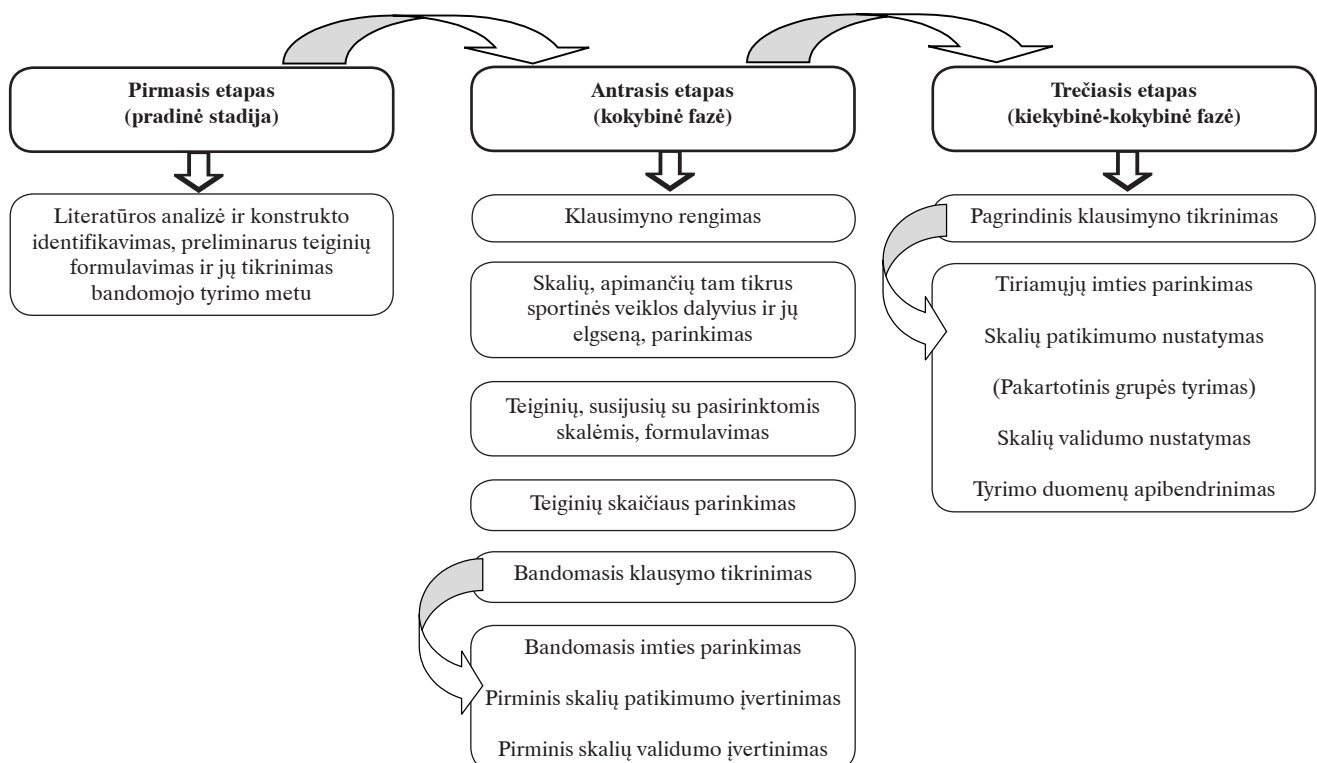 Pirmasis etapas
(pradinė stadija)
Literatūros analizė ir konstrukto
identifikavimas, preliminarus teiginių
formulavimas ir jų tikrinimas
bandomojo tyrimo metu
Antrasis etapas
(kokybinė fazė)
Klausimyno rengimas
Skalių, apimančių tam tikrus
sportinės veiklos dalyvius ir jų
elgseną, parinkimas
Teiginių, susijusių su pasirinktomis
skalėmis, formulavimas
Teiginių skaičiaus parinkimas
Bandomasis klausymo tikrinimas
Bandomasis imties parinkimas
Pirminis skalių patikimumo įvertinimas
Pirminis skalių validumo įvertinimas
Trečiasis etapas
(kiekybinė-kokybinė fazė)
Pagrindinis klausimyno tikrinimas
Tiriamųjų imties parinkimas
Skalių patikimumo nustatymas
(Pakartotinis grupės tyrimas)
Skalių validumo nustatymas
Tyrimo duomenų apibendrinimas